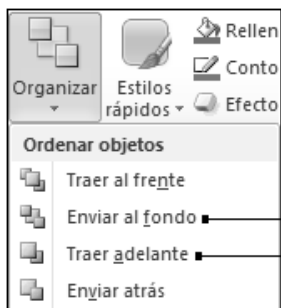 Rellen
Conto
Organizar
Estilos
rápidos
Efecto
Ordenar objetos
Traer al frente
Enviar al fondo
Traer adelante
Enviar atrás